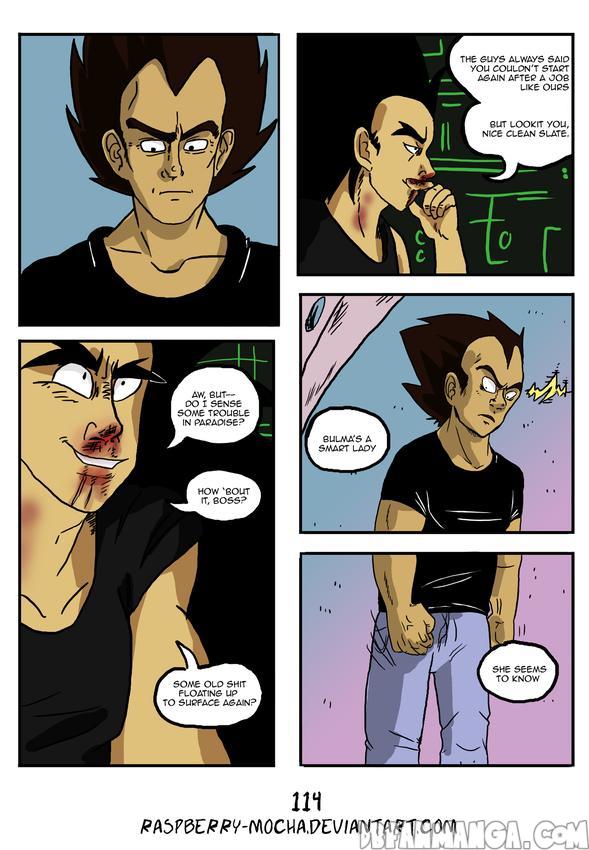 THE GUYS ALWAYS SAID
YOU COULDN'T START
AGAIN AFTER A JOB
LIKE OURS
BUT LOOKIT YOU,
NICE CLEAN SLATE.
AW, BUT--
DO I SENSE
SOME TROUBLE
IN PARADISE?
HOW 'BOUT
IT, BOSS?
SOME OLD SHIT
FLOATING UP
TO SURFACE AGAIN?
BULMA'S A
SMART LADY
SHE SEEMS
TO KNOW
114
RASPBERRY-MOCHA.DEVIANTART.COM
DBFANMANGA.COM